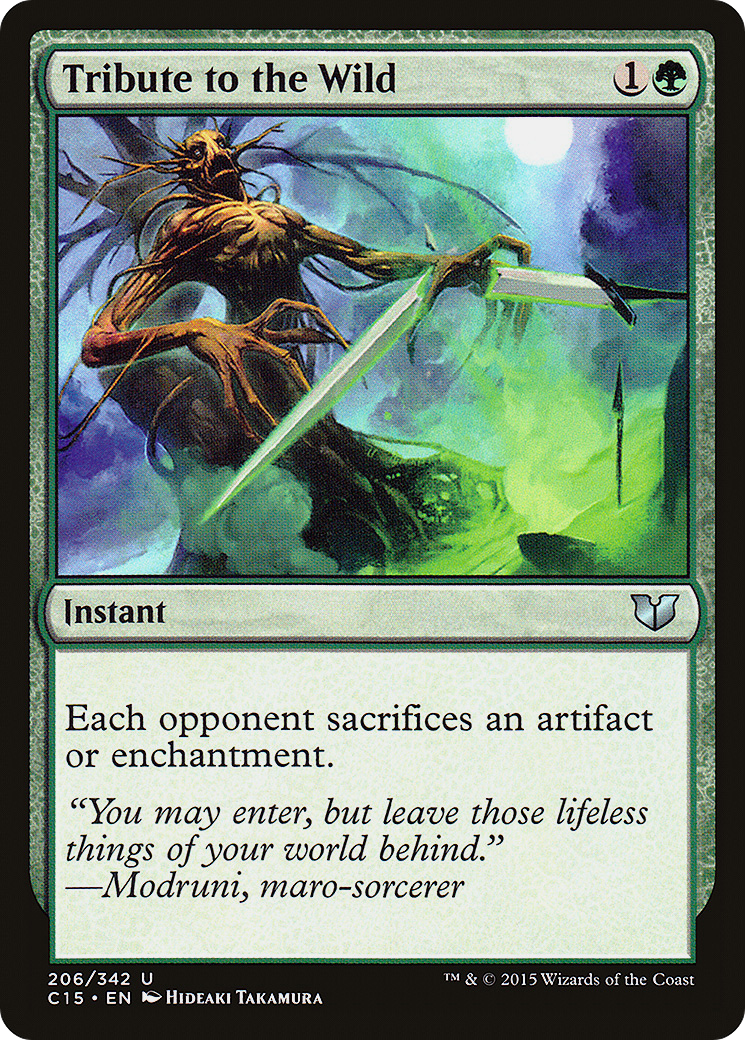 Tribute to the Wild 1
Instant
Each opponent sacrifices an artifact
or enchantment.
“You may enter, but leave those lifeless
things of your world behind.”
—Modruni, maro-sorcerer
206/342 U
™ & © 2015 Wizards of the Coast
C15 • EN Hideaki Takamura